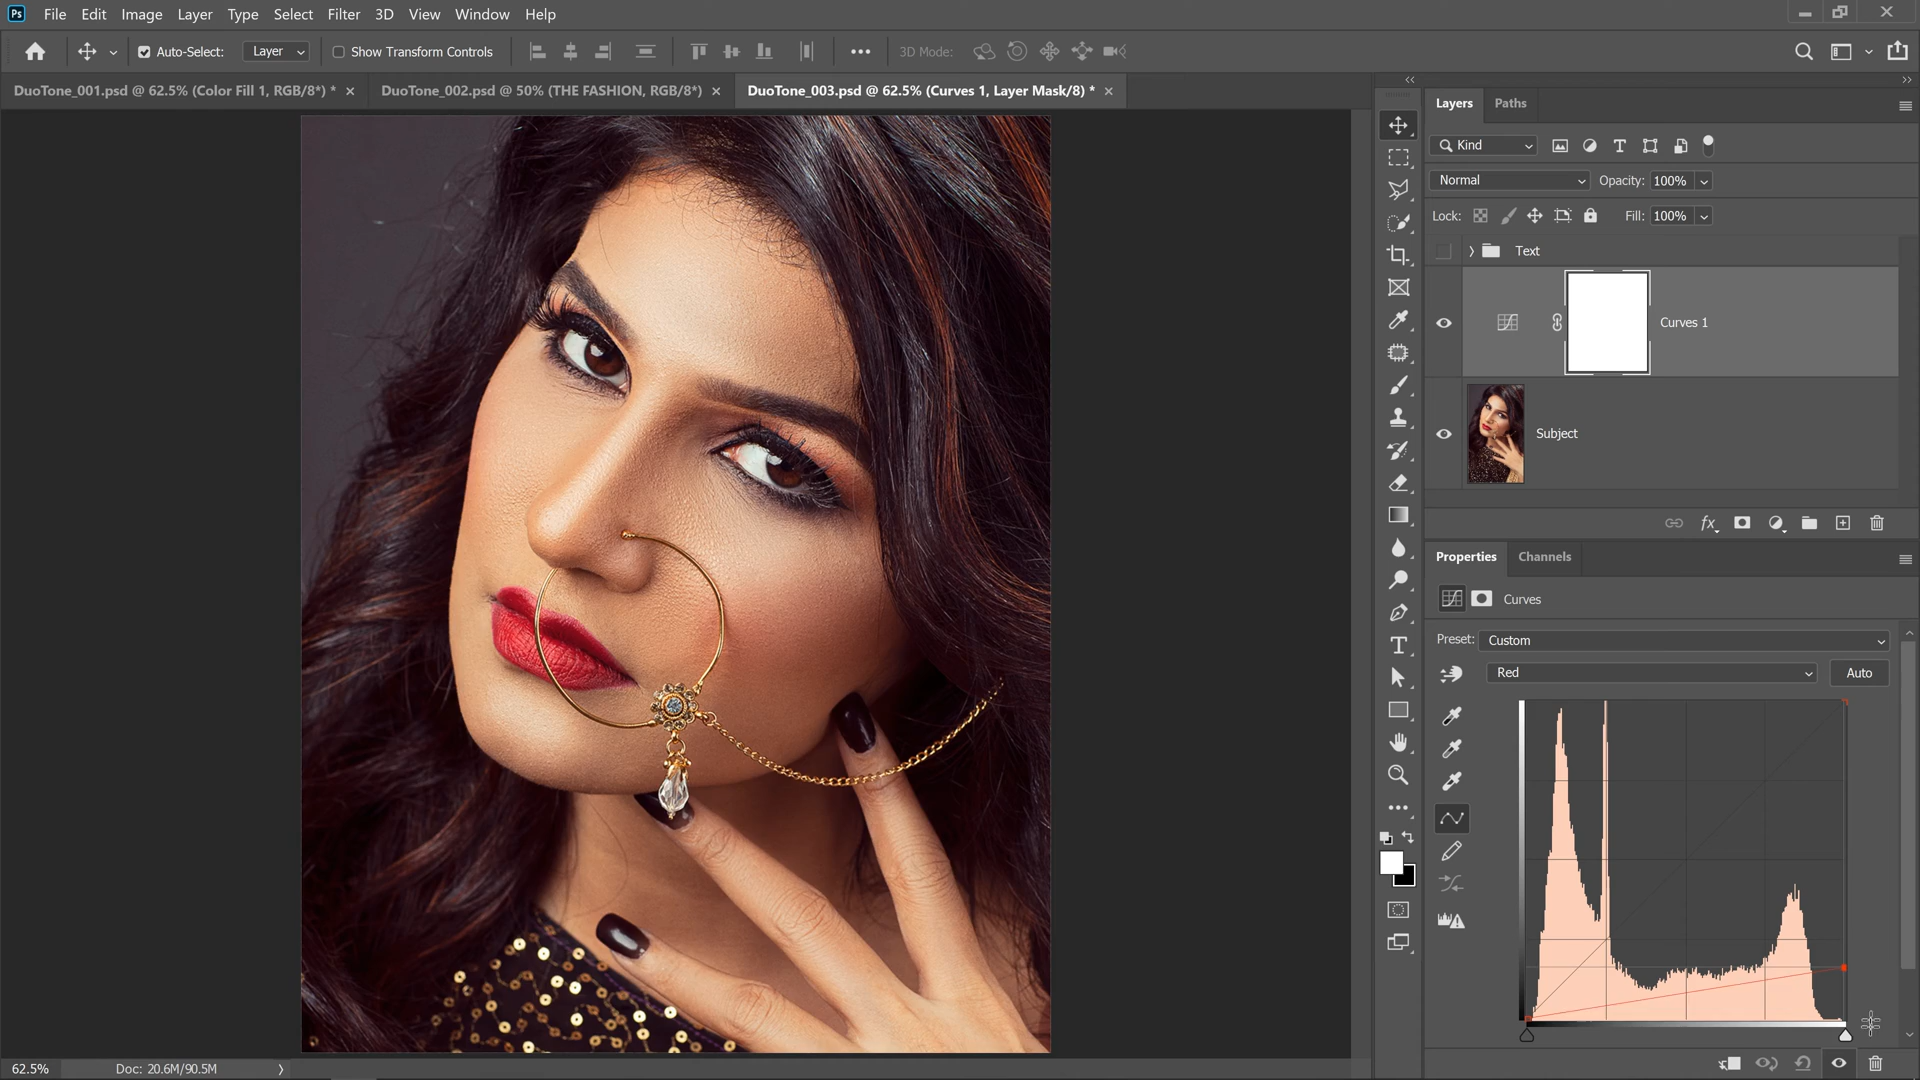 Ps File Edit Image Layer Type Select Filter 3D View Window Help
Auto-Select: Layer Show Transform Controls 3D Mode:
DuoTone_001.psd @ 62.5% (Color Fill 1, RGB/8*) * DuoTone_002.psd @ 50% (THE FASHION, RGB/8*) DuoTone_003.psd @ 62.5% (Curves 1, Layer Mask/8) *
Layers Paths
Kind
Normal Opacity: 100%
Lock: Fill: 100%
Text
Curves 1
Subject
fx
Properties Channels
Curves
Preset: Custom
Red Auto
62.5% Doc: 20.6M/90.5M